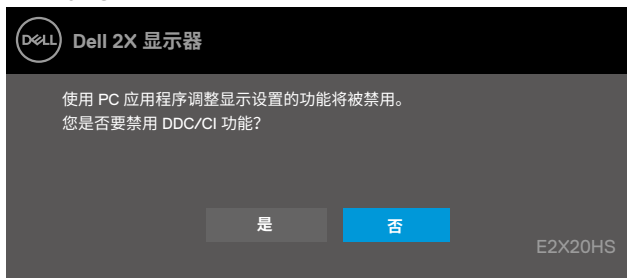 DELL Dell 2X 显示器
使用 PC 应用程序调整显示设置的功能将被禁用。
您是否要禁用 DDC/CI 功能？
是 否
E2X20HS